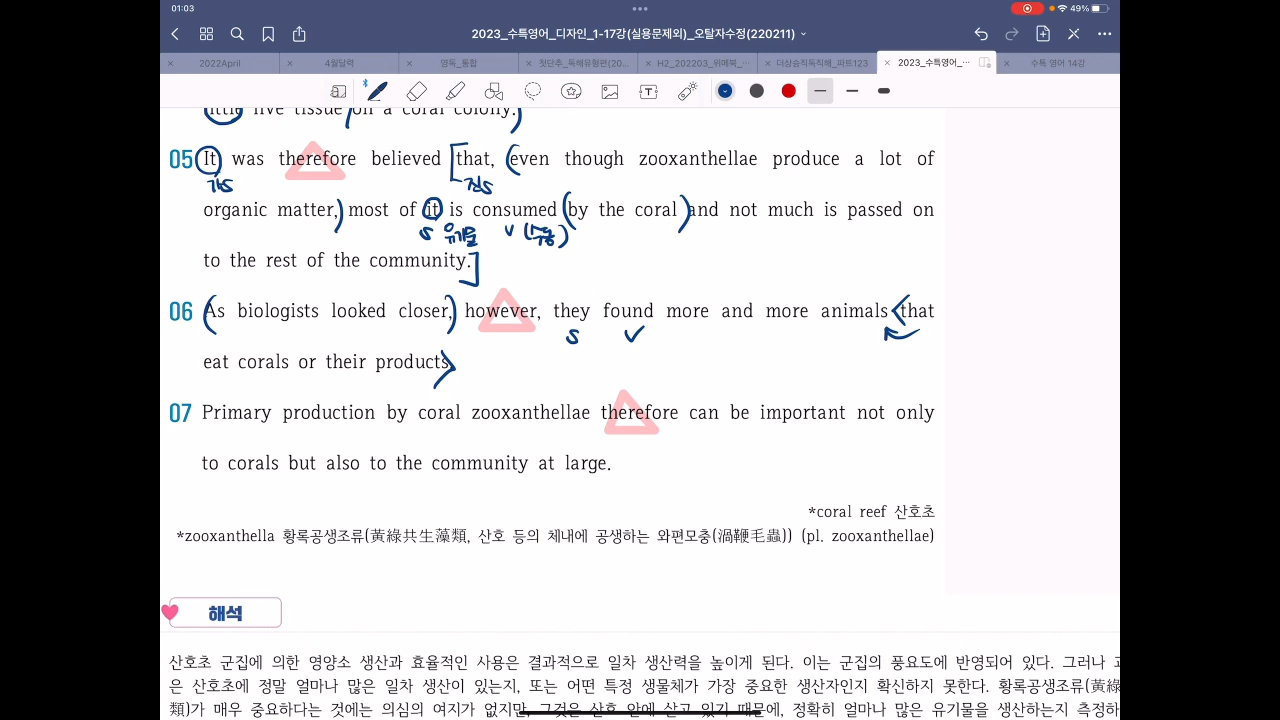 01:03
49%
2023_수특영어_디자인_1-17강(실용문제외)_오탈자수정(220211)
2022April
4월달력
영독_통합
첫단추_독해유형편(20...
H2_202203_위메북_...
더상승직독직해_파트123
2023_수특영어_...
수특 영어 14강
little live tissue on a coral colony.
05 It was therefore believed that, even though zooxanthellae produce a lot of
가S 진S
organic matter, most of it is consumed by the coral and not much is passed on
S 유기물 V (수동)
to the rest of the community.
06 As biologists looked closer, however, they found more and more animals that
S V
eat corals or their products.
07 Primary production by coral zooxanthellae therefore can be important not only
to corals but also to the community at large.
*coral reef 산호초
*zooxanthella 황록공생조류(黃綠共生藻類, 산호 등의 체내에 공생하는 와편모충(渦鞭毛蟲)) (pl. zooxanthellae)
해석
산호초 군집에 의한 영양소 생산과 효율적인 사용은 결과적으로 일차 생산력을 높이게 된다. 이는 군집의 풍요도에 반영되어 있다. 그러나
은 산호초에 정말 얼마나 많은 일차 생산이 있는지, 또는 어떤 특정 생물체가 가장 중요한 생산자인지 확신하지 못한다. 황록공생조류(黃綠
類)가 매우 중요하다는 것에는 의심의 여지가 없지만, 그것은 산호 안에 살고 있기 때문에, 정확히 얼마나 많은 유기물을 생산하는지 측정하